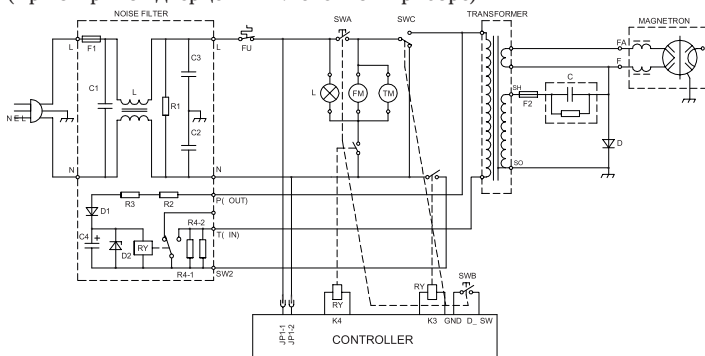 NOISE FILTER
SWA
SWC
TRANSFORMER
MAGNETRON
L
F1
L
FU
FA
F
C1
L
C3
R1
C2
L
FM
TM
SH
F2
C
D
SO
N E L
N
N
R3
R2
P( OUT)
D1
C4
+
D2
RY
R4-2
R4-1
T( IN)
SW2
SWB
RY
RY
JP1-1
JP1-2
K4
K3
GND
D_ SW
CONTROLLER